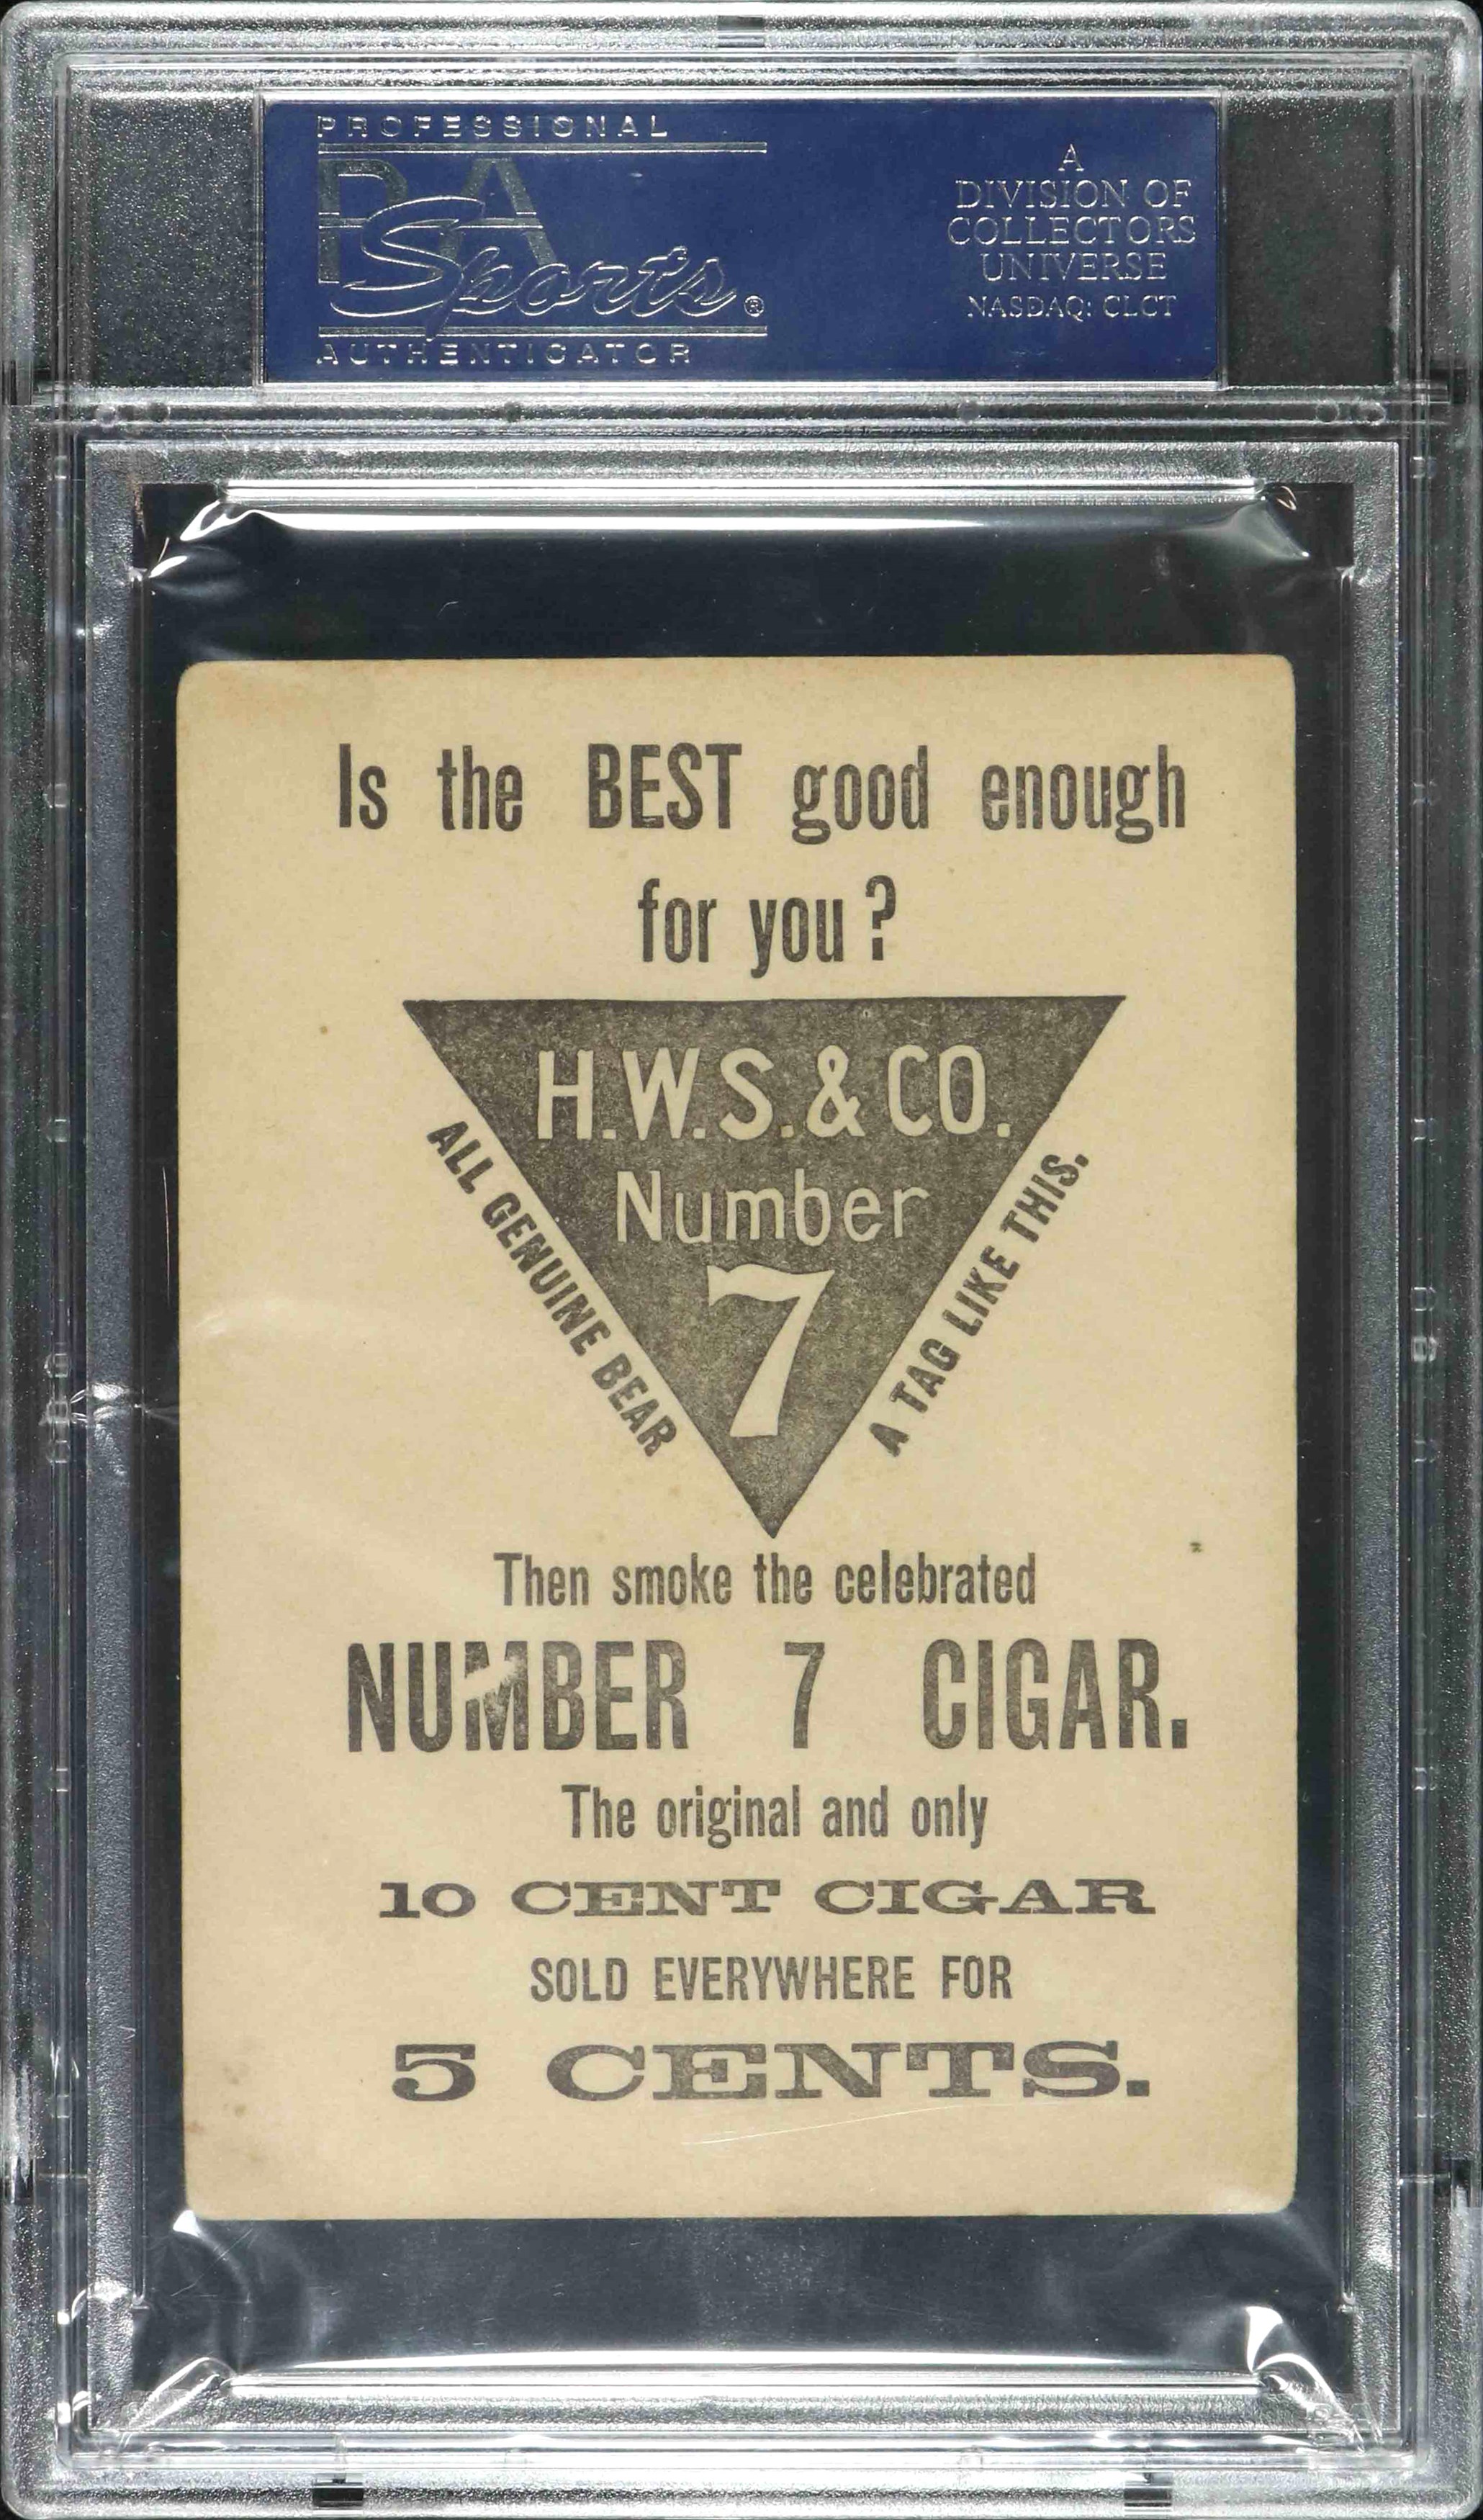 PROFESSIONAL
PSA
Sports®
AUTHENTICATOR
A
DIVISION OF
COLLECTORS
UNIVERSE
NASDAQ: CLCT
Is the BEST good enough
for you?
H.W.S.&CO.
Number
7
ALL GENUINE BEAR
A TAG LIKE THIS.
Then smoke the celebrated
NUMBER 7 CIGAR.
The original and only
10 CENT CIGAR
SOLD EVERYWHERE FOR
5 CENTS.